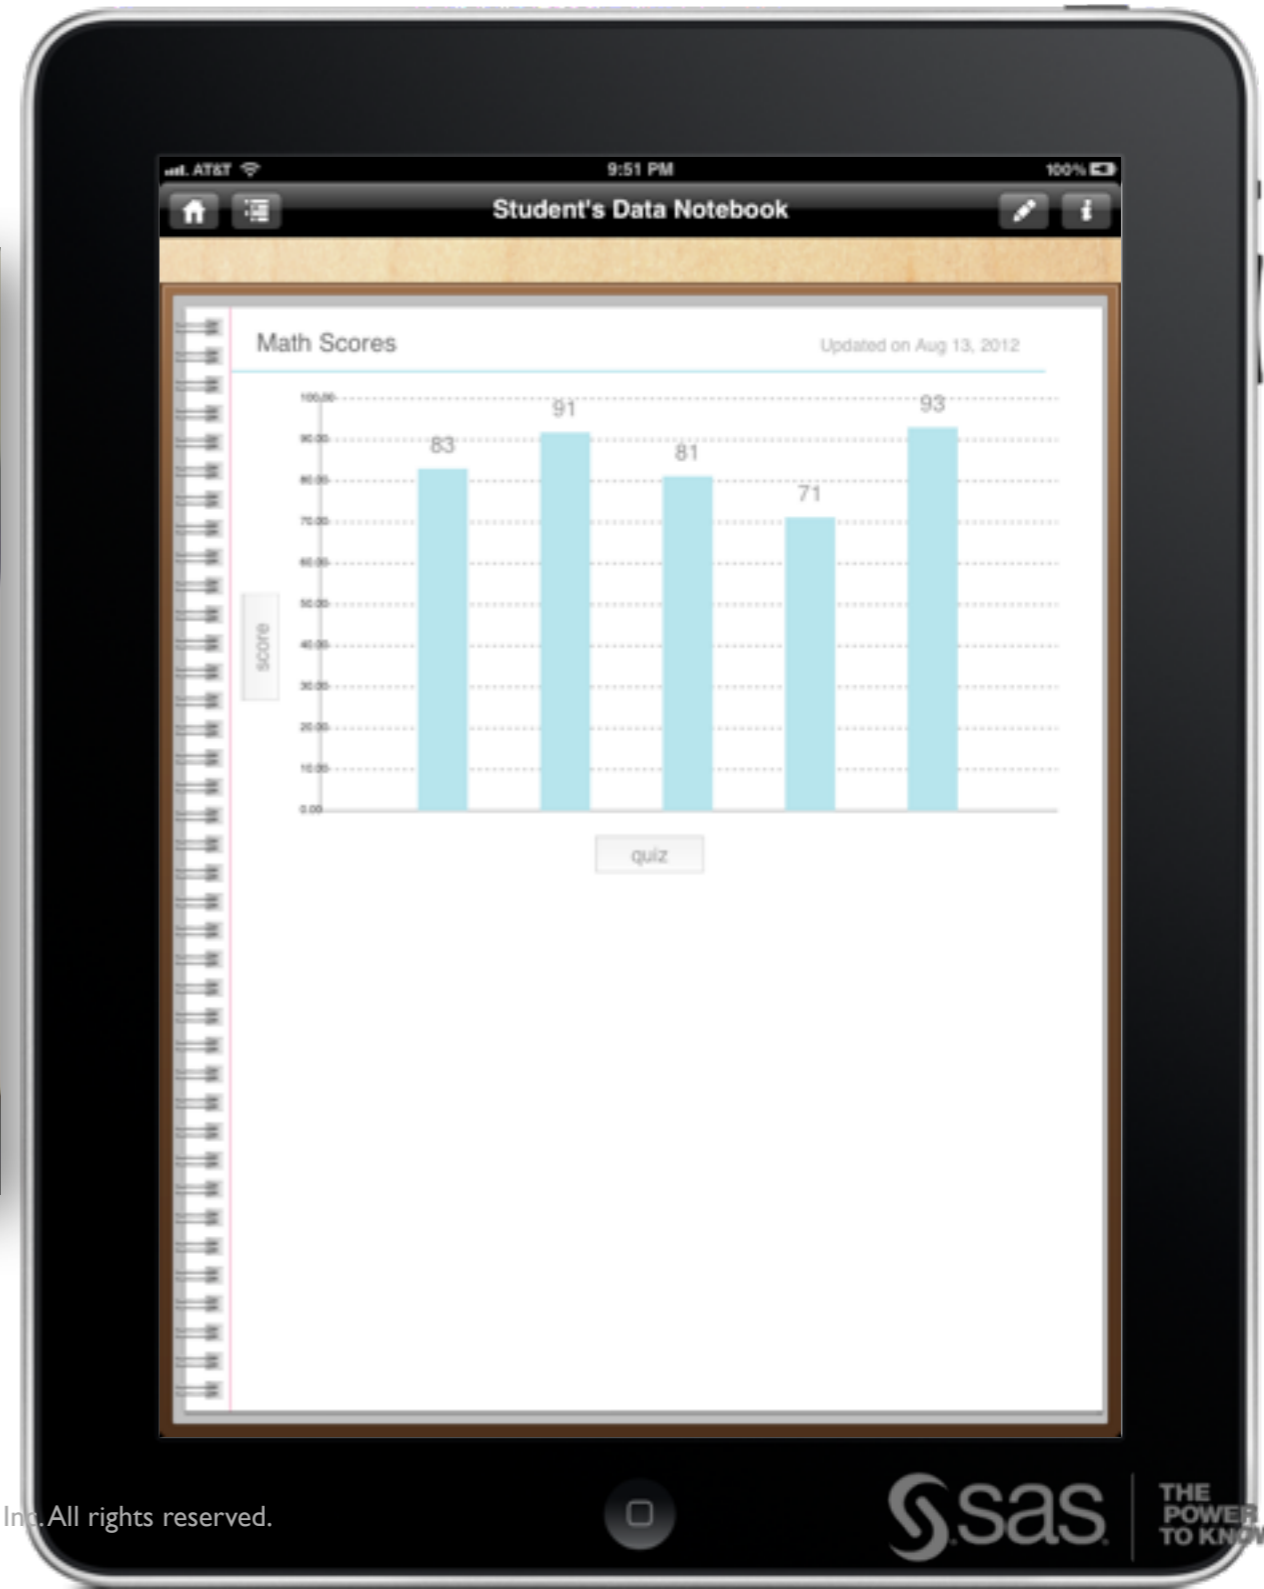 AT&T
9:51 PM
100%
Student's Data Notebook
Math Scores
Updated on Aug 13, 2012
100.00
90.00
80.00
70.00
60.00
50.00
40.00
30.00
20.00
10.00
0.00
83
91
81
71
93
score
quiz
Inc. All rights reserved.
sas
THE
POWER
TO KNOW